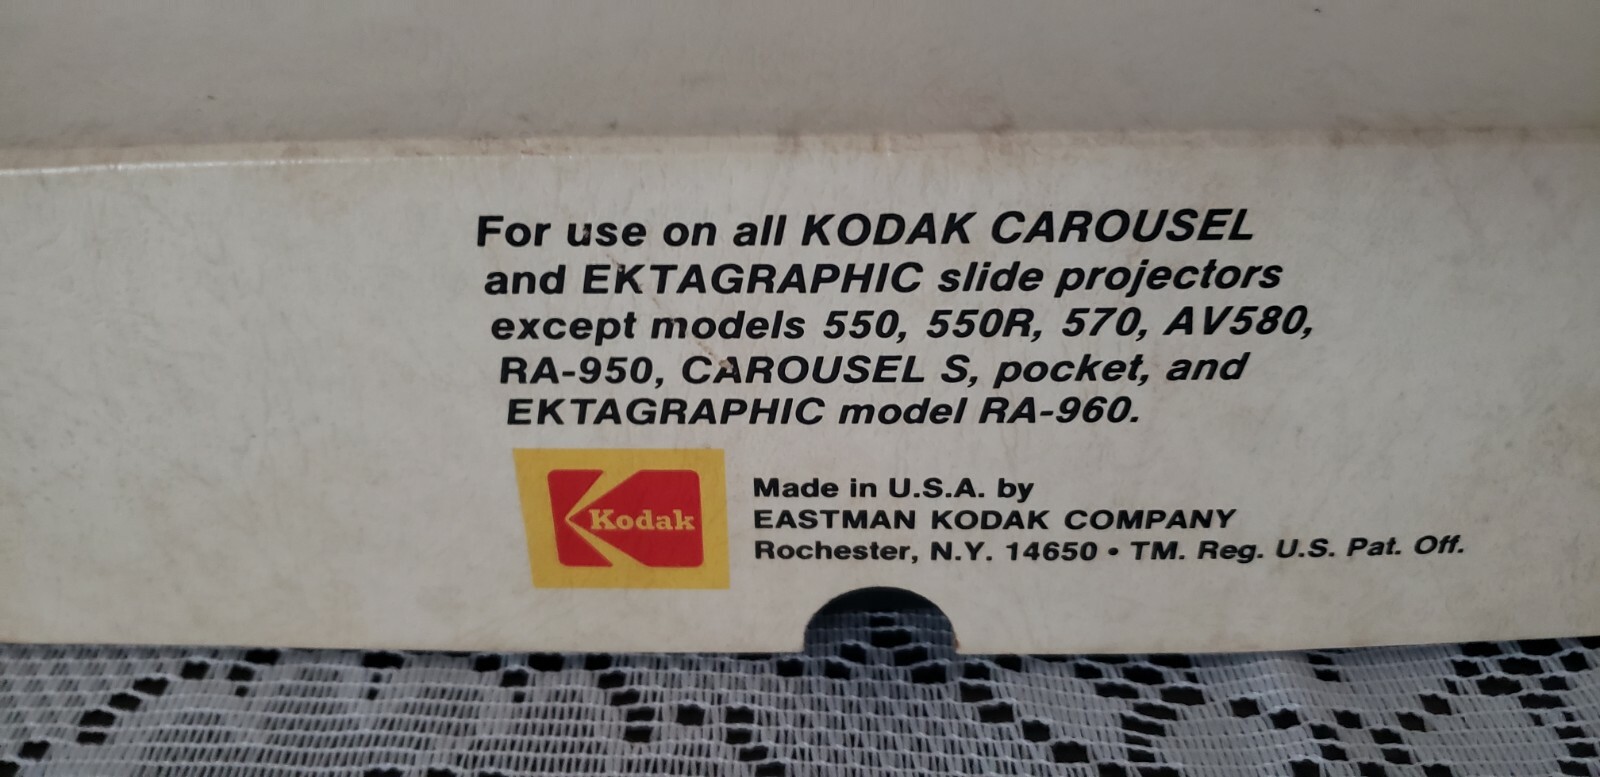 For use on all KODAK CAROUSEL
and EKTAGRAPHIC slide projectors
except models 550, 550R, 570, AV580,
RA-950, CAROUSEL S, pocket, and
EKTAGRAPHIC model RA-960.
Kodak
Made in U.S.A. by
EASTMAN KODAK COMPANY
Rochester, N.Y. 14650 • TM. Reg. U.S. Pat. Off.